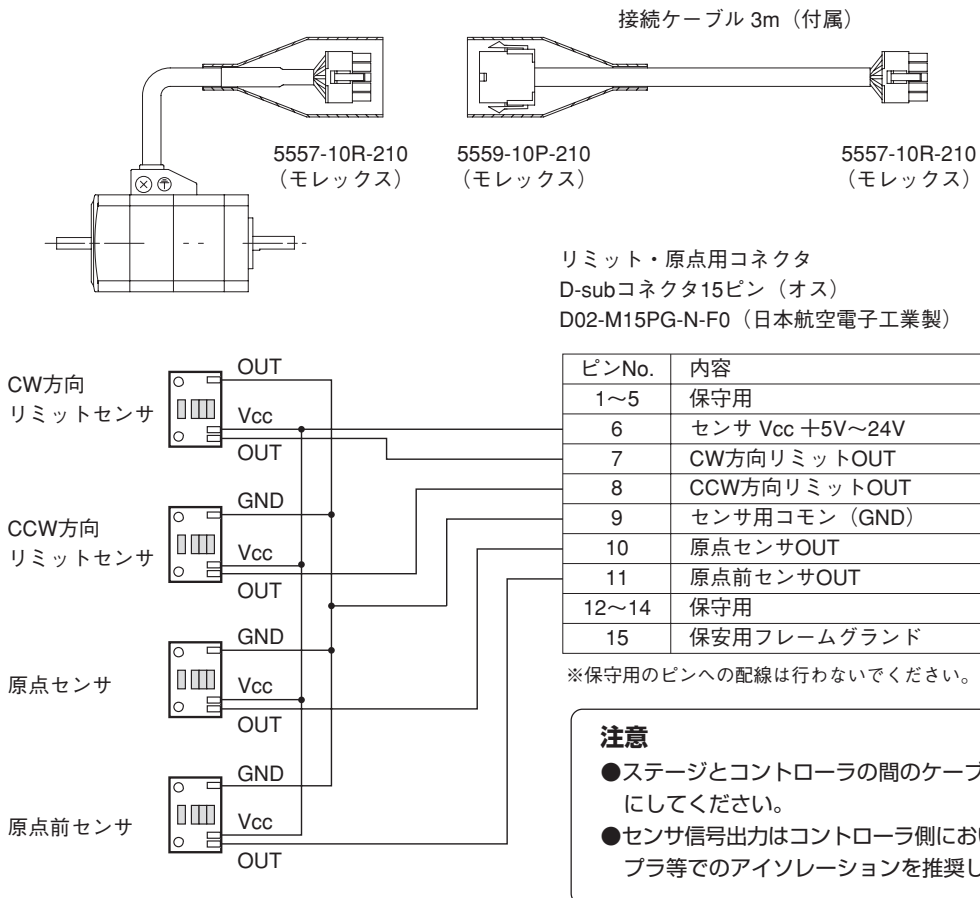 接続ケーブル 3m（付属）
5557-10R-210
（モレックス）
5559-10P-210
（モレックス）
5557-10R-210
（モレックス）
リミット・原点用コネクタ
D-subコネクタ15ピン（オス）
D02-M15PG-N-F0（日本航空電子工業製）
CW方向
リミットセンサ
OUT
Vcc
OUT
CCW方向
リミットセンサ
GND
Vcc
OUT
原点センサ
GND
Vcc
OUT
原点前センサ
GND
Vcc
OUT
ピンNo. 内容
1〜5 保守用
6 センサ Vcc ＋5V〜24V
7 CW方向リミットOUT
8 CCW方向リミットOUT
9 センサ用コモン（GND）
10 原点センサOUT
11 原点前センサOUT
12〜14 保守用
15 保安用フレームグランド
※保守用のピンへの配線は行わないでください。
注意
●ステージとコントローラの間のケーブ
にしてください。
●センサ信号出力はコントローラ側にお
プラ等でのアイソレーションを推奨し